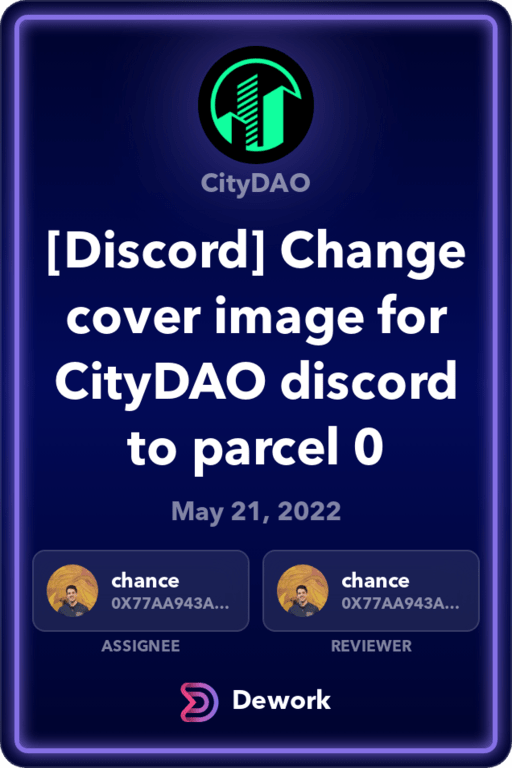 CityDAO
[Discord] Change
cover image for
CityDAO discord
to parcel 0
May 21, 2022
chance
0X77AA943A...
ASSIGNEE
chance
0X77AA943A...
REVIEWER
Dework